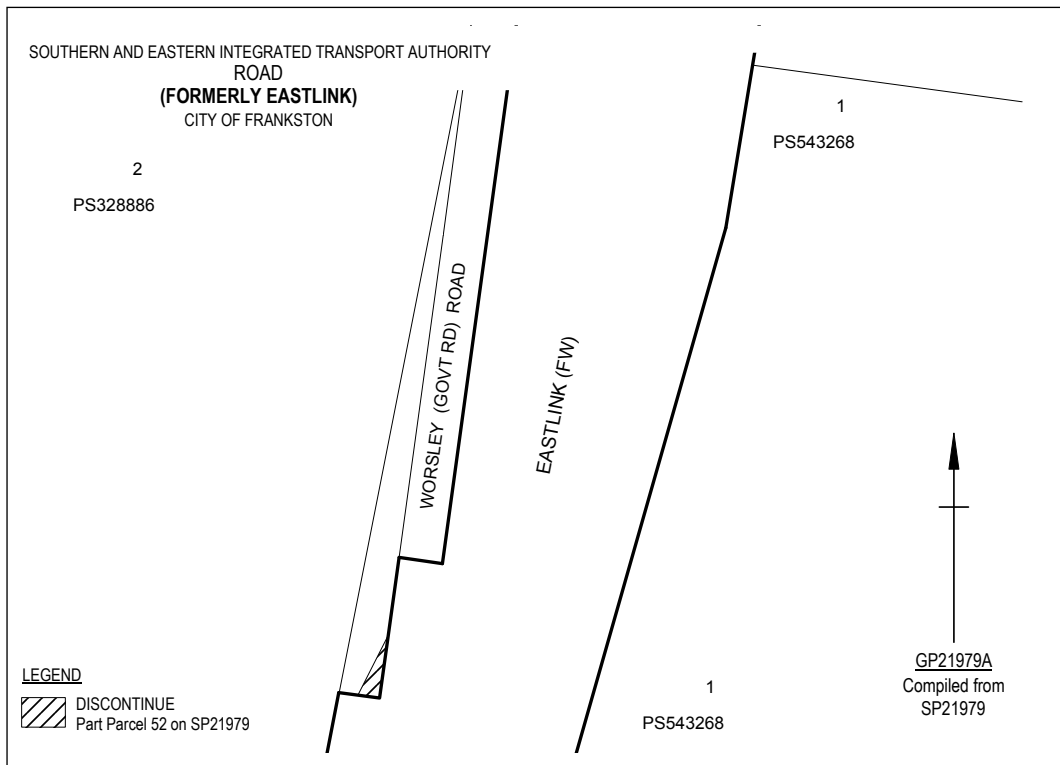 SOUTHERN AND EASTERN INTEGRATED TRANSPORT AUTHORITY
ROAD
(FORMERLY EASTLINK)
CITY OF FRANKSTON
1
PS543268
2
PS328886
WORSLEY (GOVT RD) ROAD
EASTLINK (FW)
LEGEND
DISCONTINUE
Part Parcel 52 on SP21979
1
PS543268
GP21979A
Compiled from
SP21979